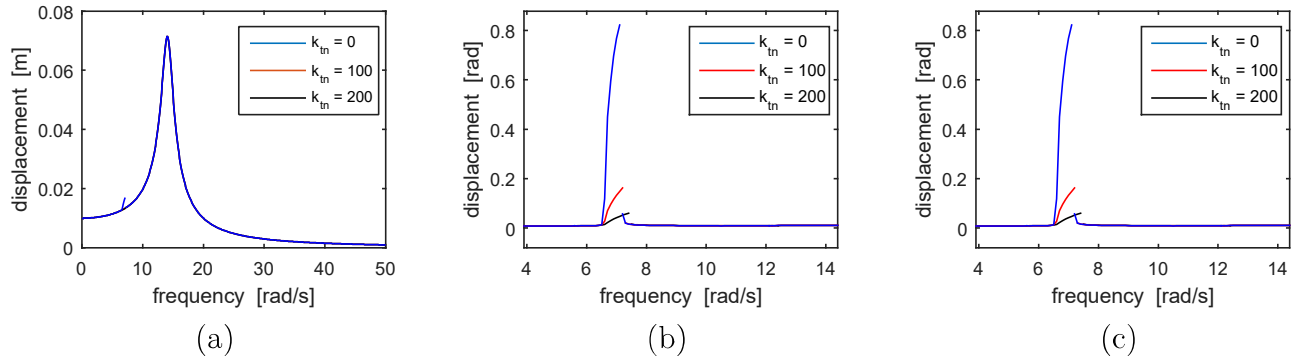 displacement [m]
0.08
0.06
0.04
0.02
0
k_tn = 0
k_tn = 100
k_tn = 200
0 10 20 30 40 50
frequency [rad/s]
(a)
displacement [rad]
0.8
0.6
0.4
0.2
0
k_tn = 0
k_tn = 100
k_tn = 200
4 6 8 10 12 14
frequency [rad/s]
(b)
displacement [rad]
0.8
0.6
0.4
0.2
0
k_tn = 0
k_tn = 100
k_tn = 200
4 6 8 10 12 14
frequency [rad/s]
(c)